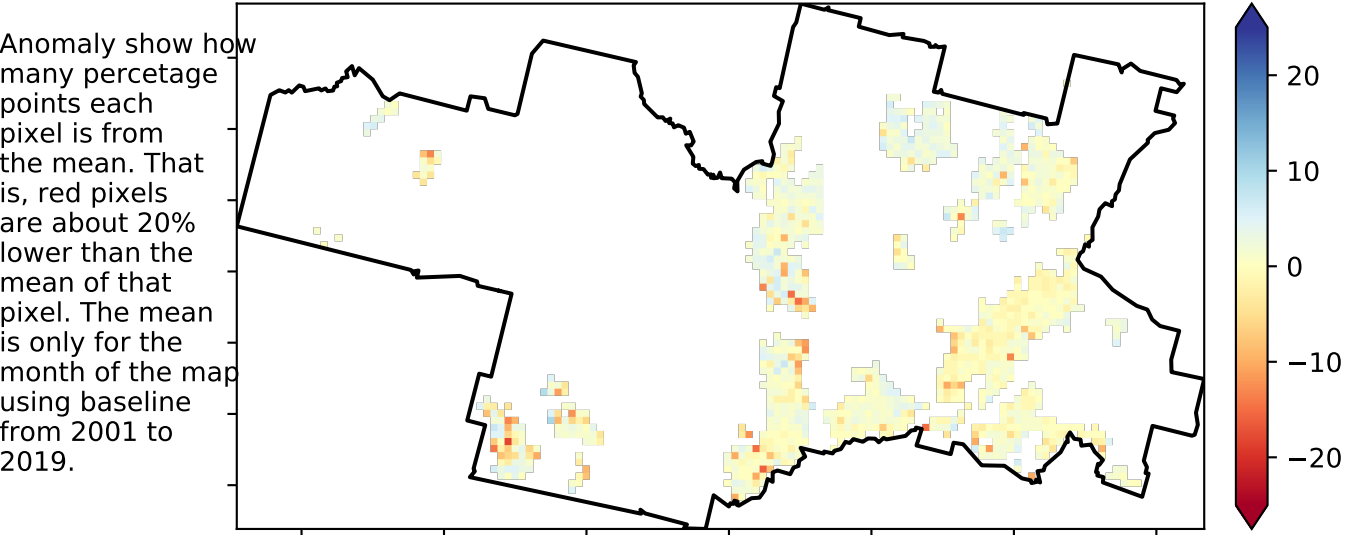 Anomaly show how
many percetage
points each
pixel is from
the mean. That
is, red pixels
are about 20%
lower than the
mean of that
pixel. The mean
is only for the
month of the map
using baseline
from 2001 to
2019.
20
10
0
−10
−20